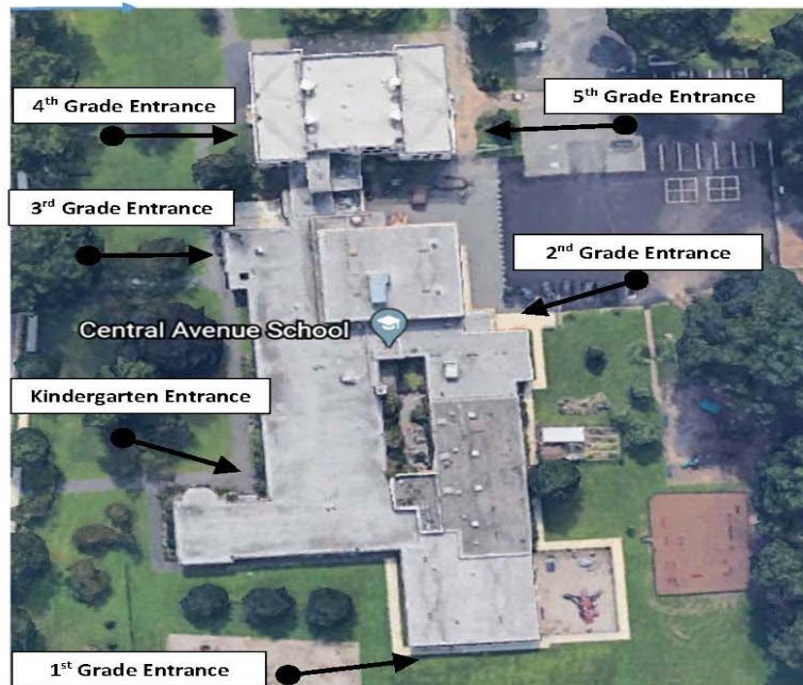 4th Grade Entrance
5th Grade Entrance
3rd Grade Entrance
2nd Grade Entrance
Central Avenue School
Kindergarten Entrance
1st Grade Entrance